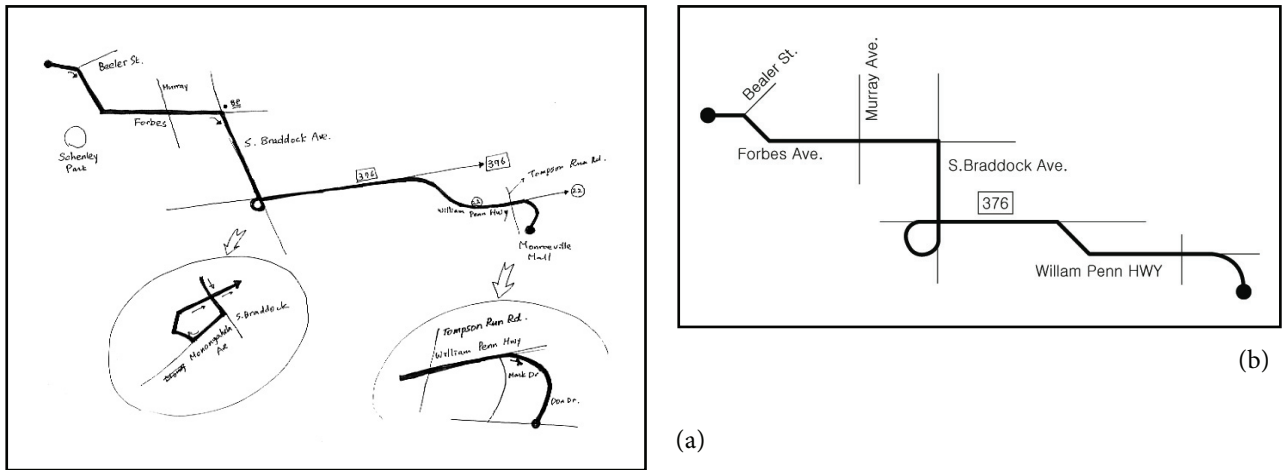 Baeler St.
Murray
BP
Forbes
S. Braddock Ave.
Schenley
Park
376
396
Tompson Run Rd.
22
22
William Penn Hwy
Monroeville
Mall
S. Braddock
Monongahela
Ave
Tompson Run Rd.
William Penn Hwy
Mark Dr
Don Dr.
(a)
Bealer St.
Murray Ave.
Forbes Ave.
S.Braddock Ave.
376
Willam Penn HWY
(b)